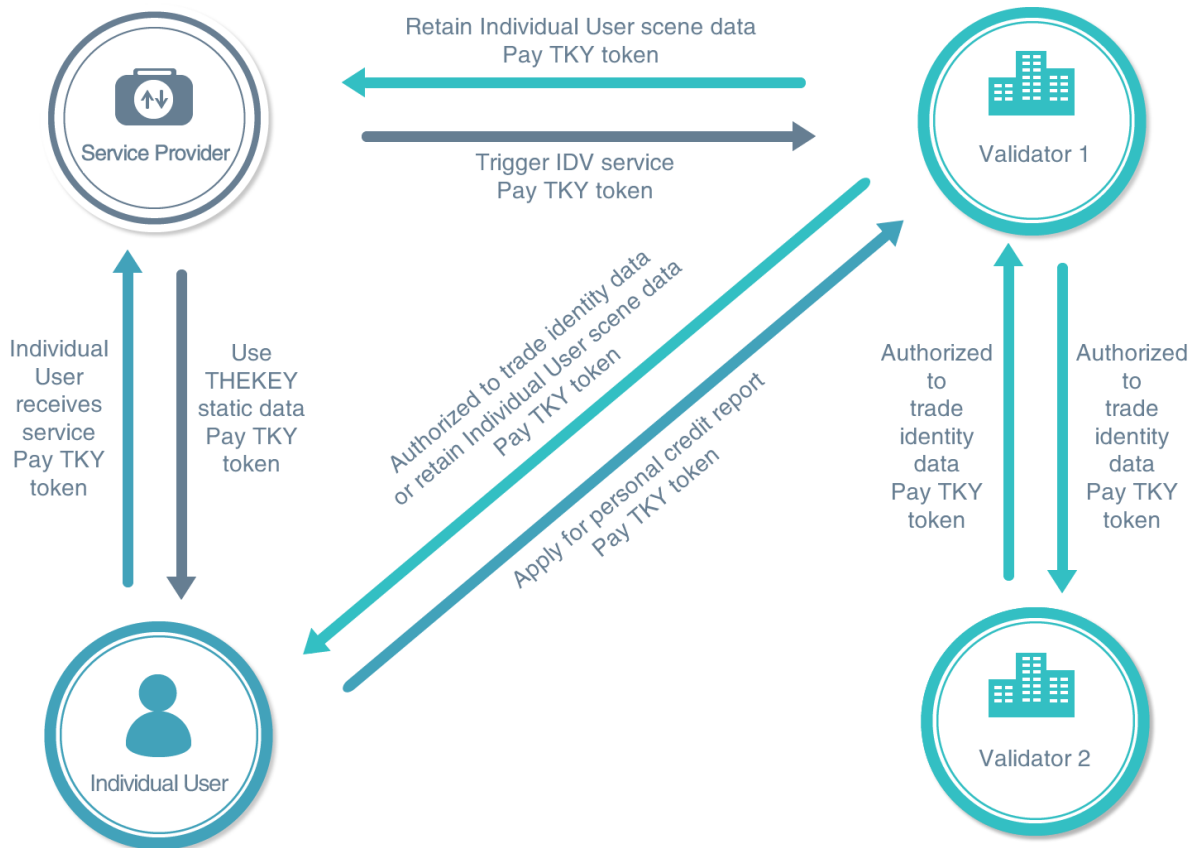 Retain Individual User scene data
Pay TKY token
Service Provider
Trigger IDV service
Pay TKY token
Validator 1
Individual
User
receives
service
Pay TKY
token
Use
THEKEY
static data
Pay TKY
token
Authorized to trade identity data
or retain Individual User scene data
Pay TKY token
Apply for personal credit report
Pay TKY token
Authorized
to
trade
identity
data
Pay TKY
token
Authorized
to
trade
identity
data
Pay TKY
token
Individual User
Validator 2